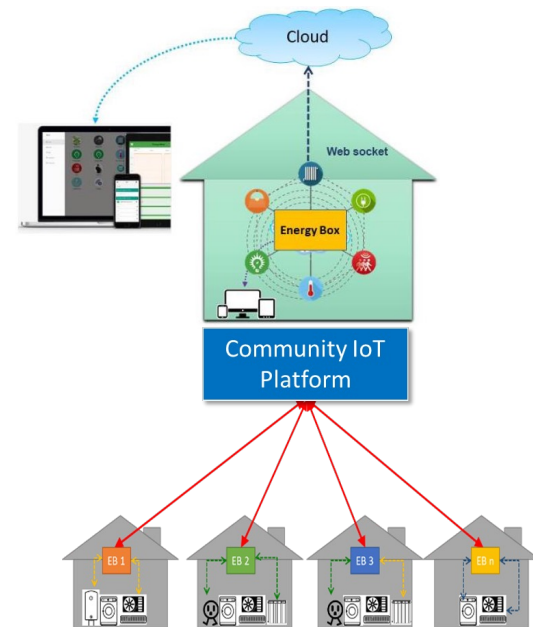 Cloud
Web socket
Energy Box
Community IoT
Platform
EB 1
EB 2
EB 3
EB n